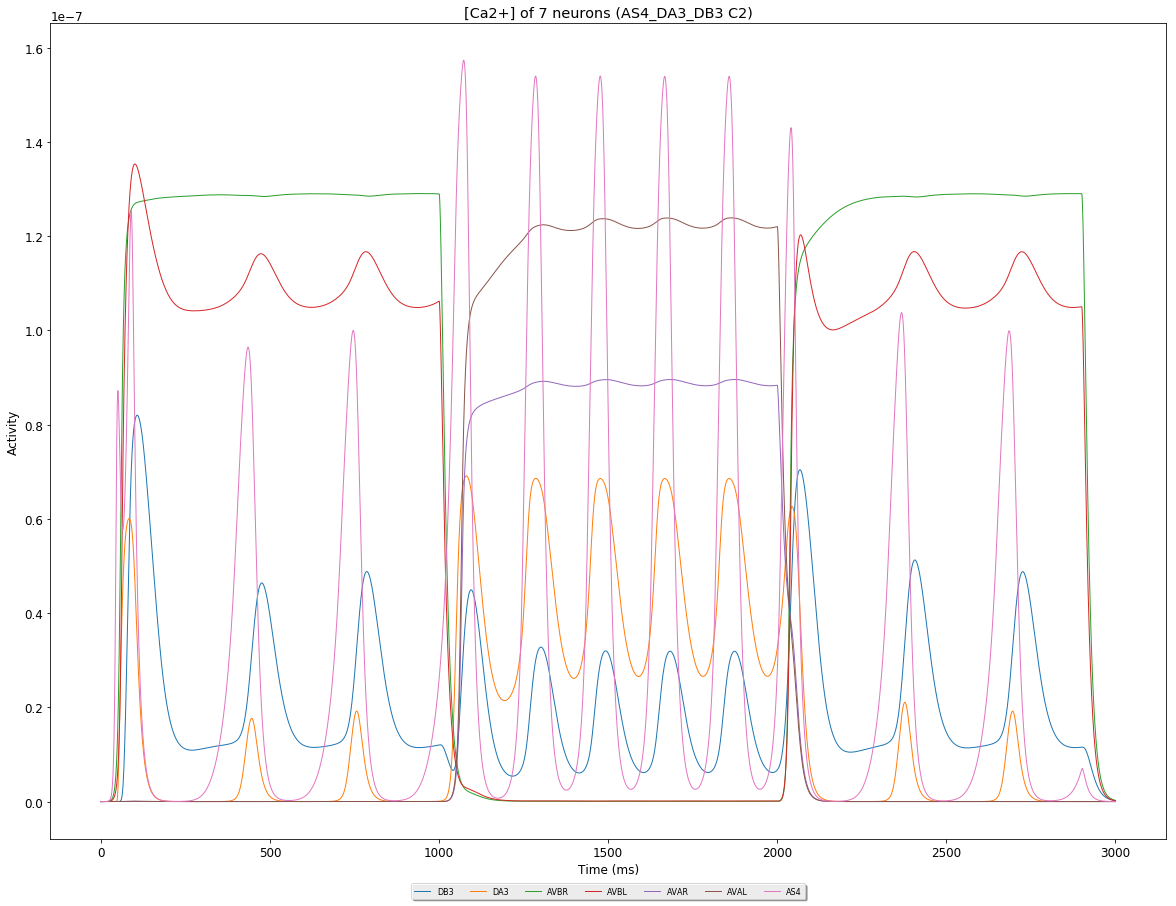 [Ca2+] of 7 neurons (AS4_DA3_DB3 C2)
1e−7
1.6
1.4
1.2
1.0
0.8
0.6
0.4
0.2
0.0
Activity
0 500 1000 1500 2000 2500 3000
Time (ms)
DB3 DA3 AVBR AVBL AVAR AVAL AS4